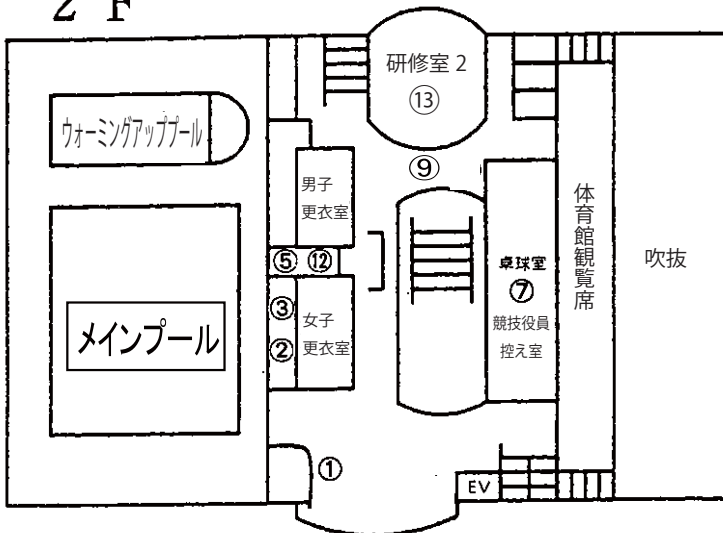 2 F
研修室 2
⑬
ウォーミングアッププール
⑨
男子
更衣室
体育館観覧席
吹抜
⑤ ⑫
卓球室
⑦
競技役員
控え室
③
②
女子
更衣室
メインプール
①
EV